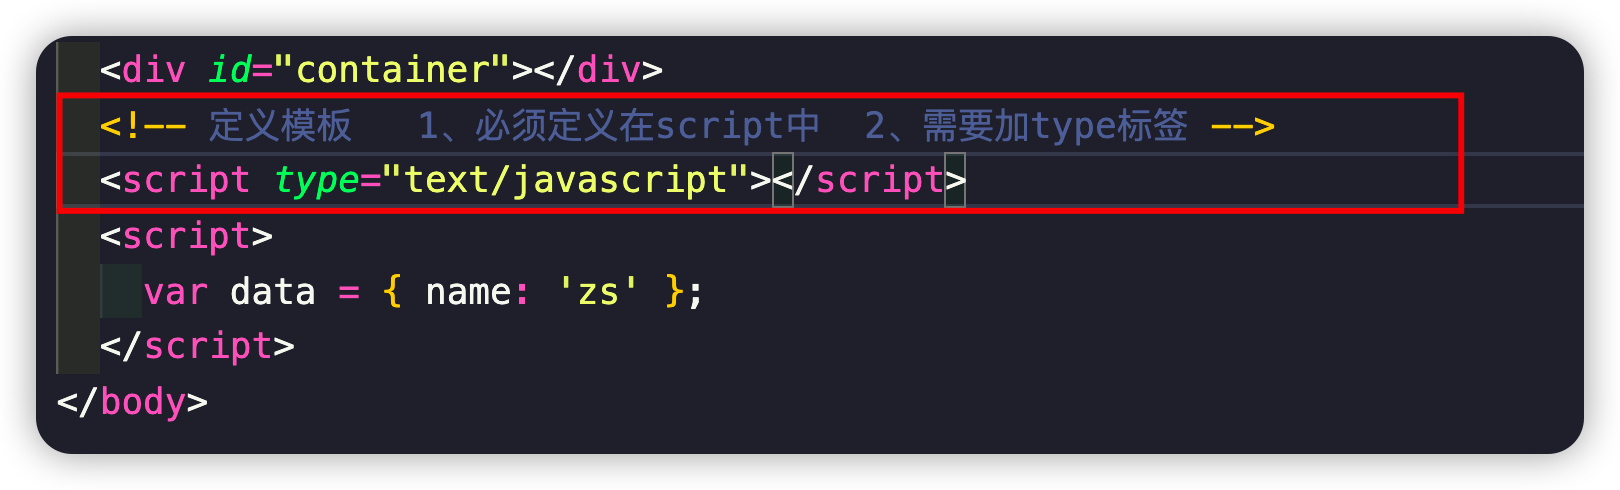 <div id="container"></div>
<!-- 定义模板   1、必须定义在script中  2、需要加type标签 -->
<script type="text/javascript"></script>
<script>
  var data = { name: 'zs' };
</script>
</body>